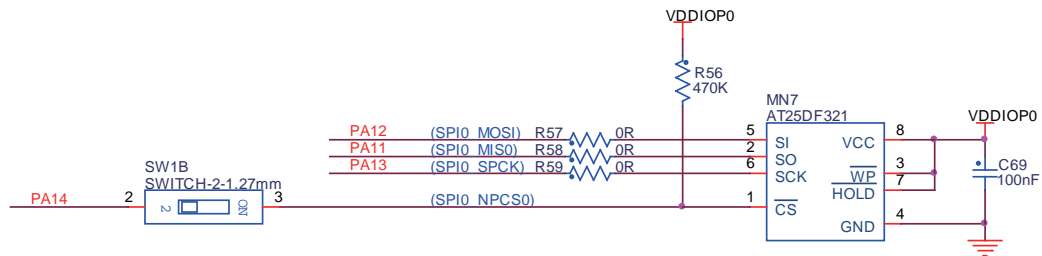 VDDIOP0
R56
470K
MN7
AT25DF321
VDDIOP0
PA12 (SPI0_MOSI) R57 0R 5 SI VCC 8
PA11 (SPI0_MIS0) R58 0R 2 SO WP 3
PA13 (SPI0_SPCK) R59 0R 6 SCK HOLD 7
C69
100nF
SW1B
SWITCH-2-1.27mm
PA14 2 2 ON 3 (SPI0_NPCS0) 1 CS GND 4